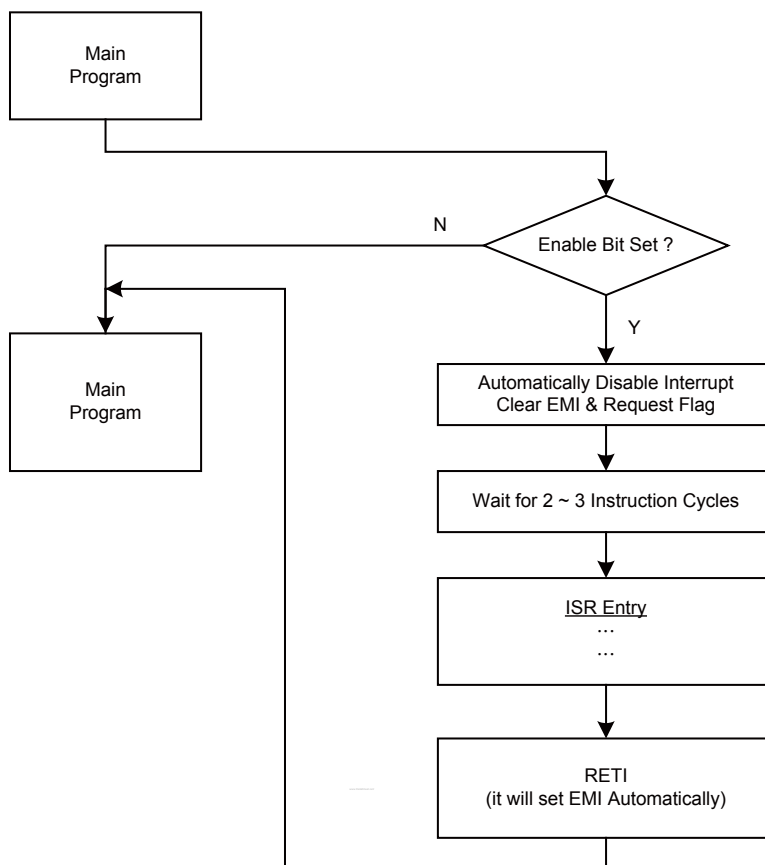 Main
Program
Enable Bit Set ?
N
Y
Main
Program
Automatically Disable Interrupt
Clear EMI & Request Flag
Wait for 2 ~ 3 Instruction Cycles
ISR Entry
...
...
RETI
(it will set EMI Automatically)